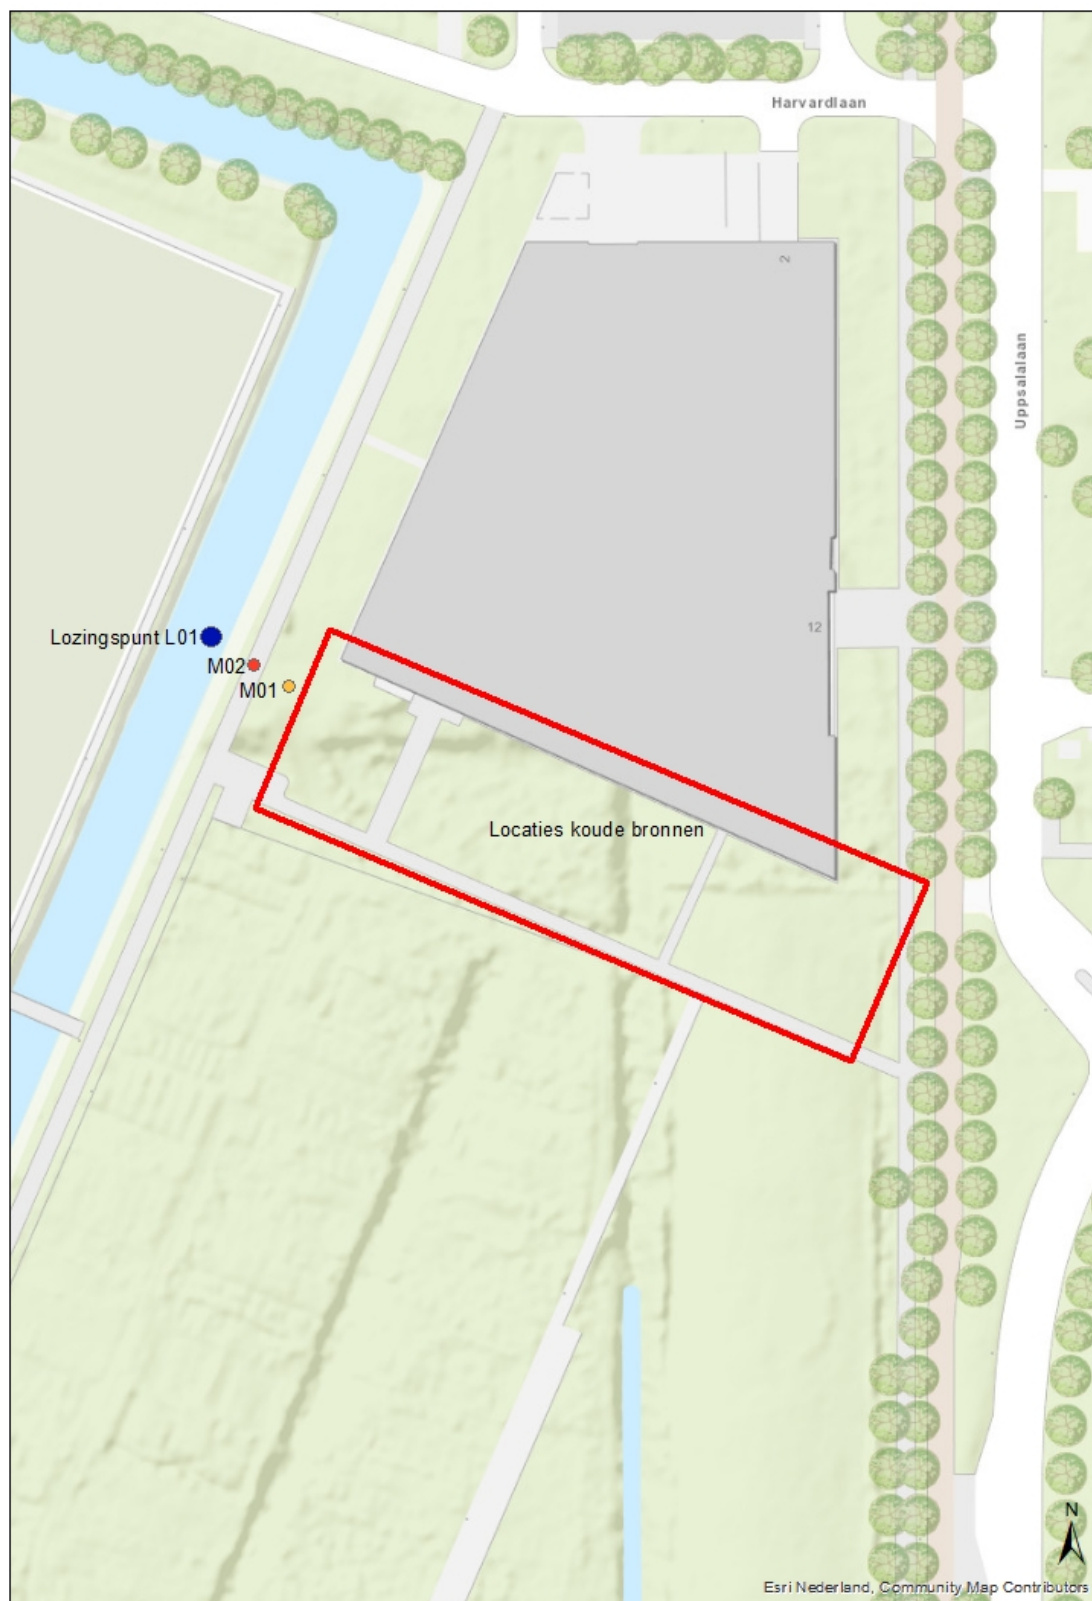 Harvardlaan
2
Uppsalalaan
12
Lozingspunt L01
M02
M01
Locaties koude bronnen
N
Esri Nederland, Community Map Contributors